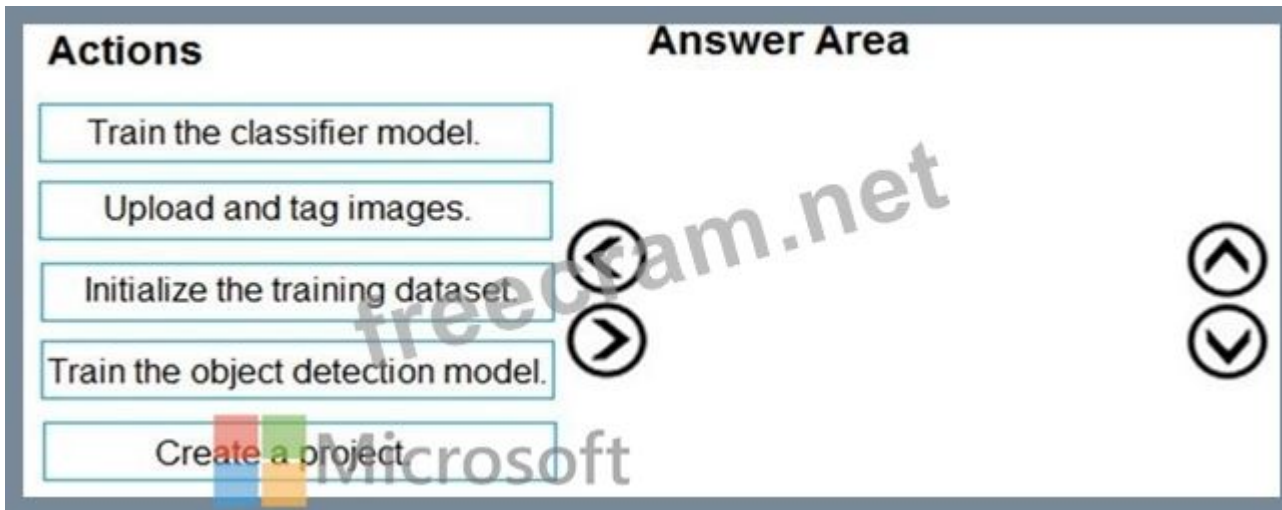 Actions
Answer Area
Train the classifier model.
Upload and tag images.
Initialize the training dataset.
Train the object detection model.
Create a project.
freecram.net
Microsoft